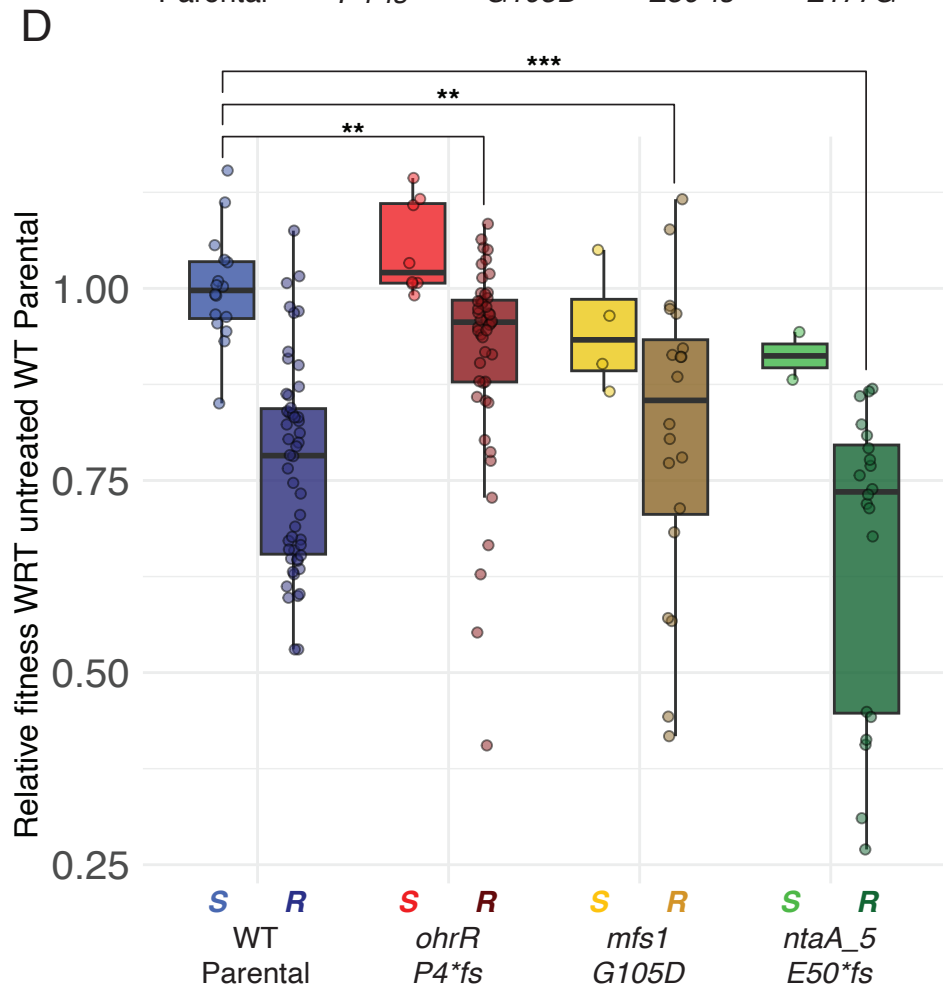 D
***
**
**
Relative fitness WRT untreated WT Parental
1.00
0.75
0.50
0.25
S R S R S R S R
WT ohrR mfs1 ntaA_5
Parental P4*fs G105D E50*fs